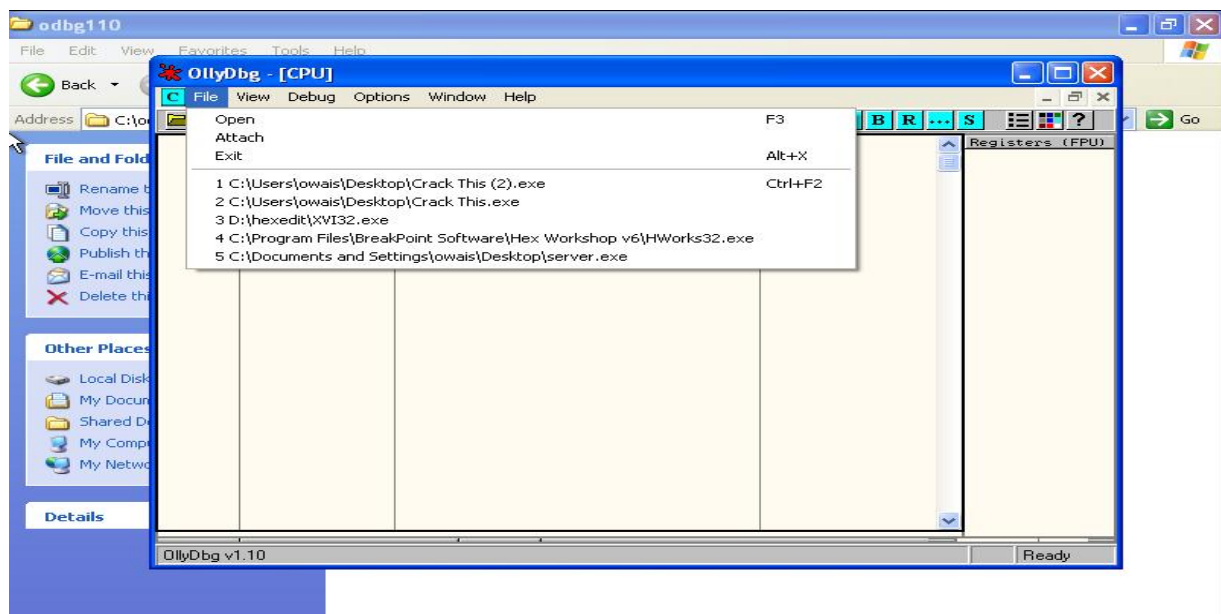 odbg110
File Edit View Favorites Tools Help
Back
Address C:\o
Go
File and Fold
Rename t
Move this
Copy this
Publish th
E-mail this
Delete thi
Other Places
Local Disk
My Docun
Shared D
My Comp
My Netwo
Details
OllyDbg - [CPU]
C File View Debug Options Window Help
B R ... S ?
Open F3
Attach
Exit Alt+X
1 C:\Users\owais\Desktop\Crack This (2).exe Ctrl+F2
2 C:\Users\owais\Desktop\Crack This.exe
3 D:\hexedit\XVI32.exe
4 C:\Program Files\BreakPoint Software\Hex Workshop v6\HWorks32.exe
5 C:\Documents and Settings\owais\Desktop\server.exe
Registers (FPU)
OllyDbg v1.10 Ready